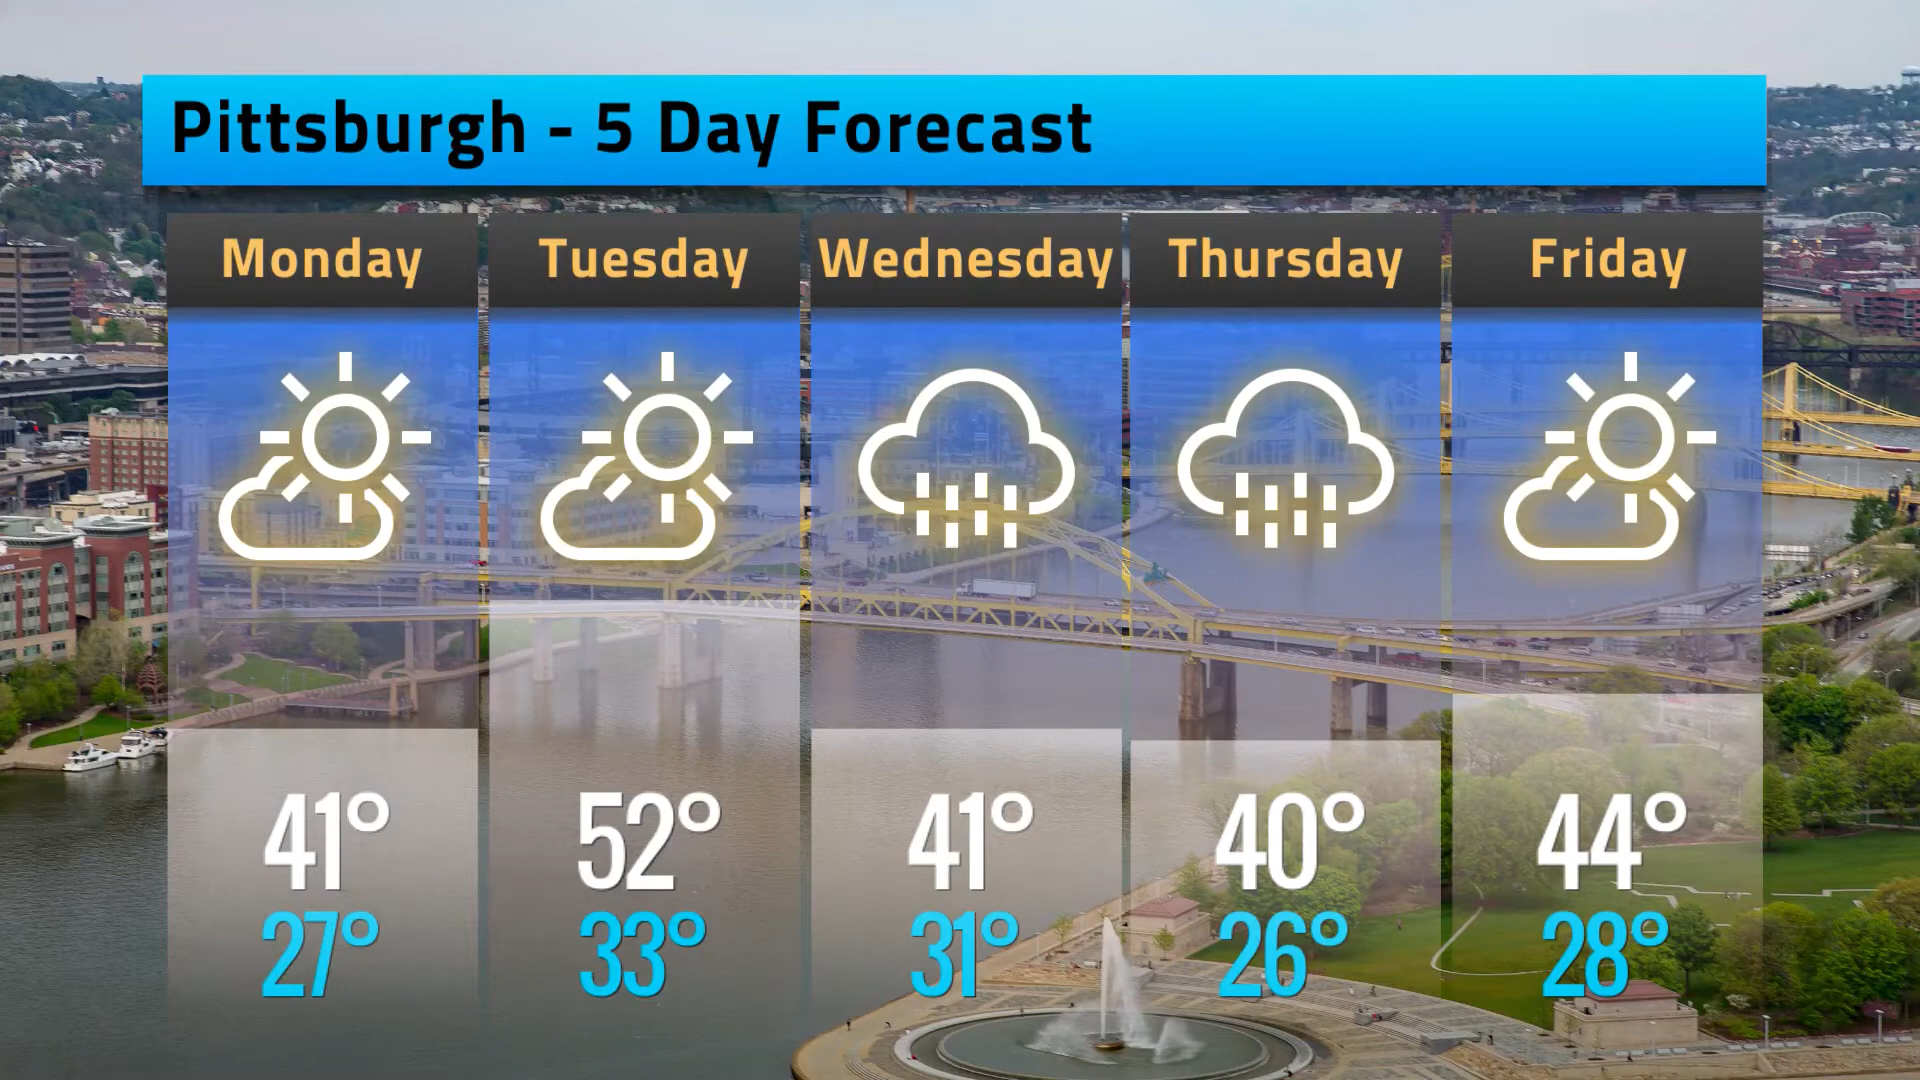 Pittsburgh - 5 Day Forecast
Monday Tuesday Wednesday Thursday Friday
41° 52° 41° 40° 44°
27° 33° 31° 26° 28°